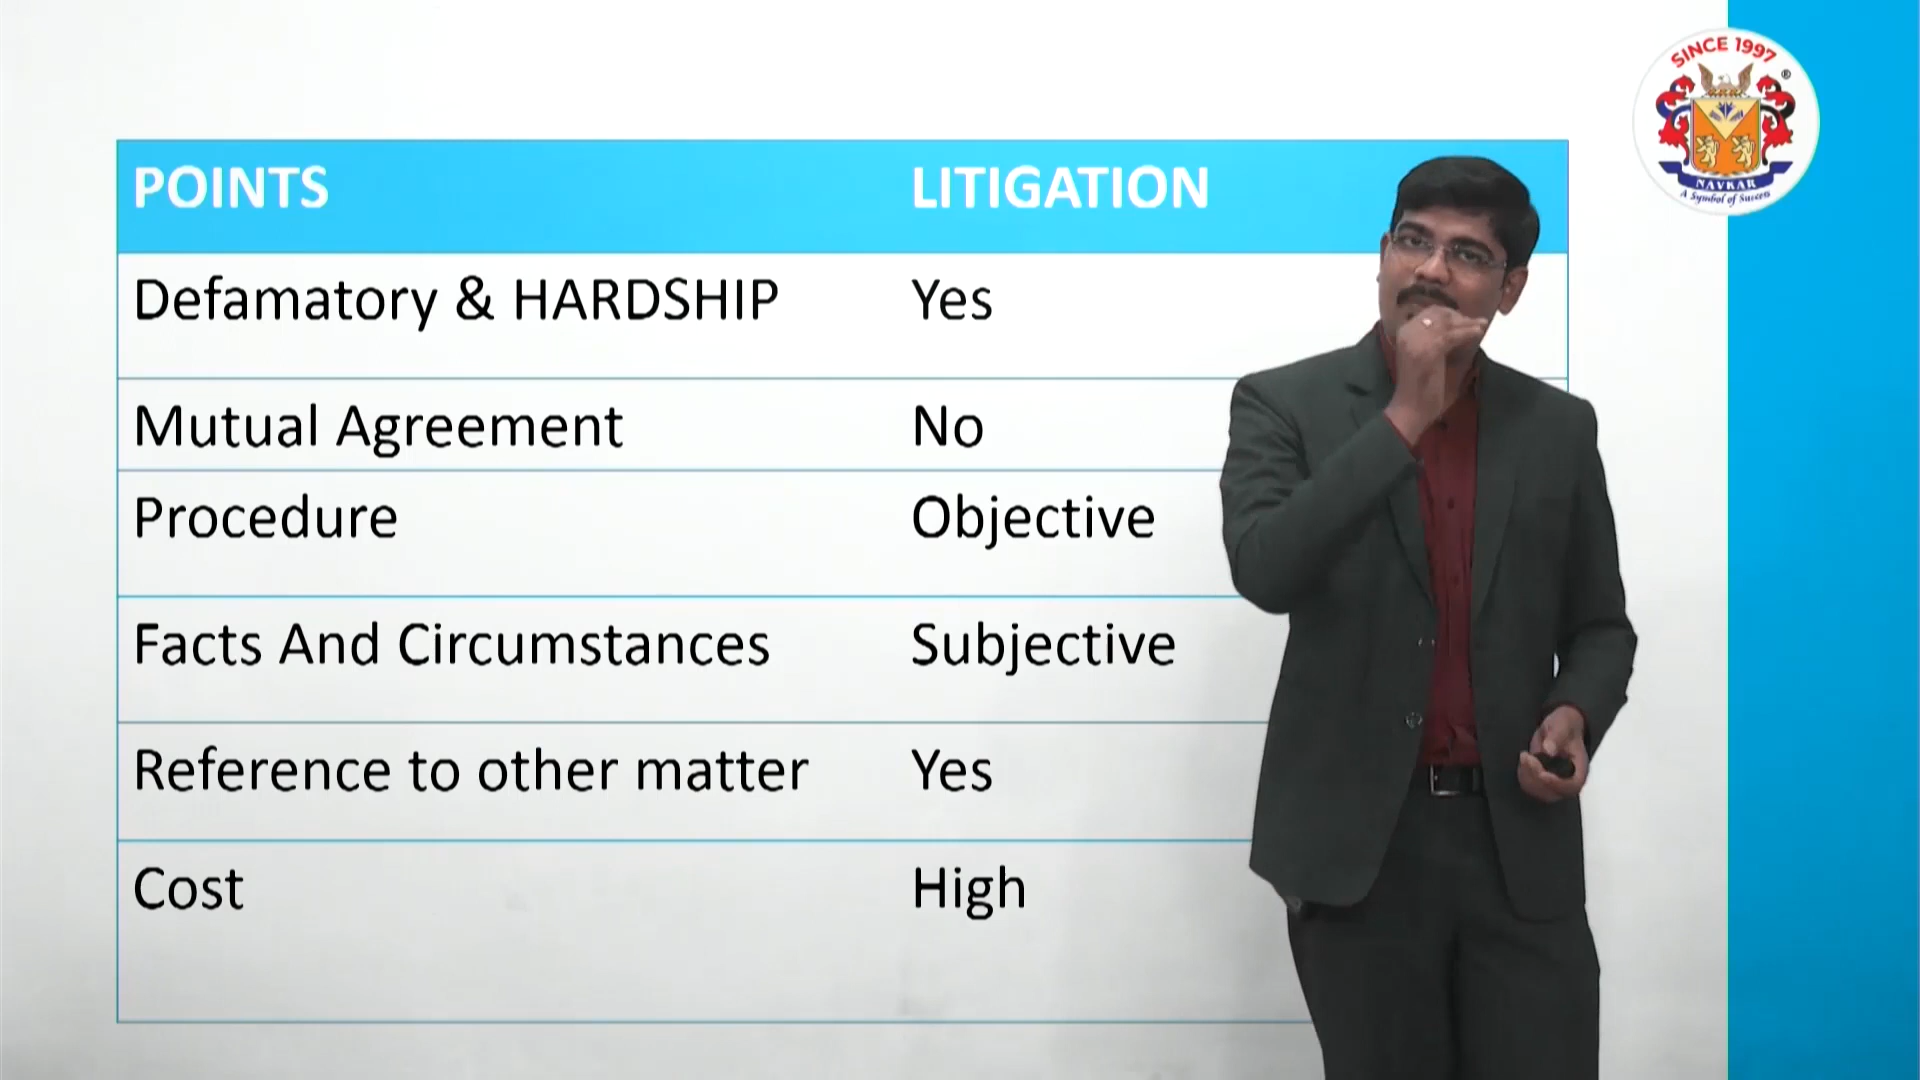 SINCE 1997
®
NAVKAR
A Symbol of Success
POINTS LITIGATION
Defamatory & HARDSHIP Yes
Mutual Agreement No
Procedure Objective
Facts And Circumstances Subjective
Reference to other matter Yes
Cost High